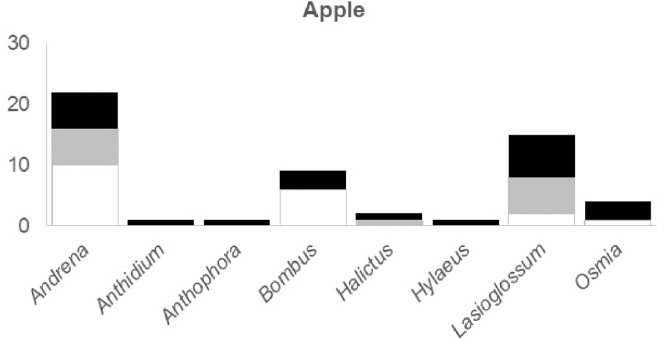 Apple
30
20
10
0
Andrena
Anthidium
Anthophora
Bombus
Halictus
Hylaeus
Lasioglossum
Osmia